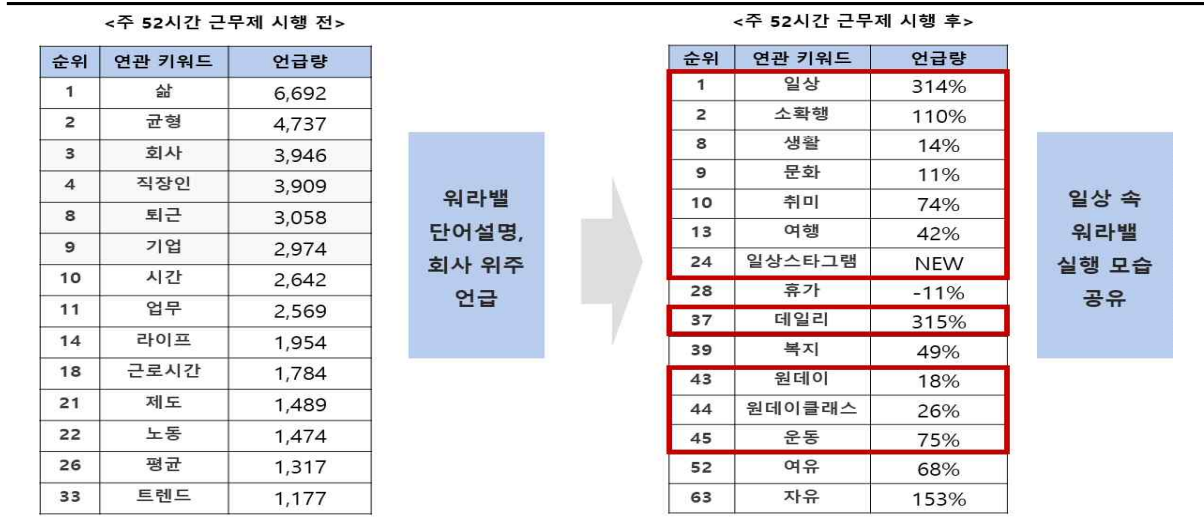 <주 52시간 근무제 시행 전>
순위 연관 키워드 언급량
1 삶 6,692
2 균형 4,737
3 회사 3,946
4 직장인 3,909
8 퇴근 3,058
9 기업 2,974
10 시간 2,642
11 업무 2,569
14 라이프 1,954
18 근로시간 1,784
21 제도 1,489
22 노동 1,474
26 평균 1,317
33 트렌드 1,177
워라밸
단어설명,
회사 위주
언급
<주 52시간 근무제 시행 후>
순위 연관 키워드 언급량
1 일상 314%
2 소확행 110%
8 생활 14%
9 문화 11%
10 취미 74%
13 여행 42%
24 일상스타그램 NEW
28 휴가 -11%
37 데일리 315%
39 복지 49%
43 원데이 18%
44 원데이클래스 26%
45 운동 75%
52 여유 68%
63 자유 153%
일상 속
워라밸
실행 모습
공유